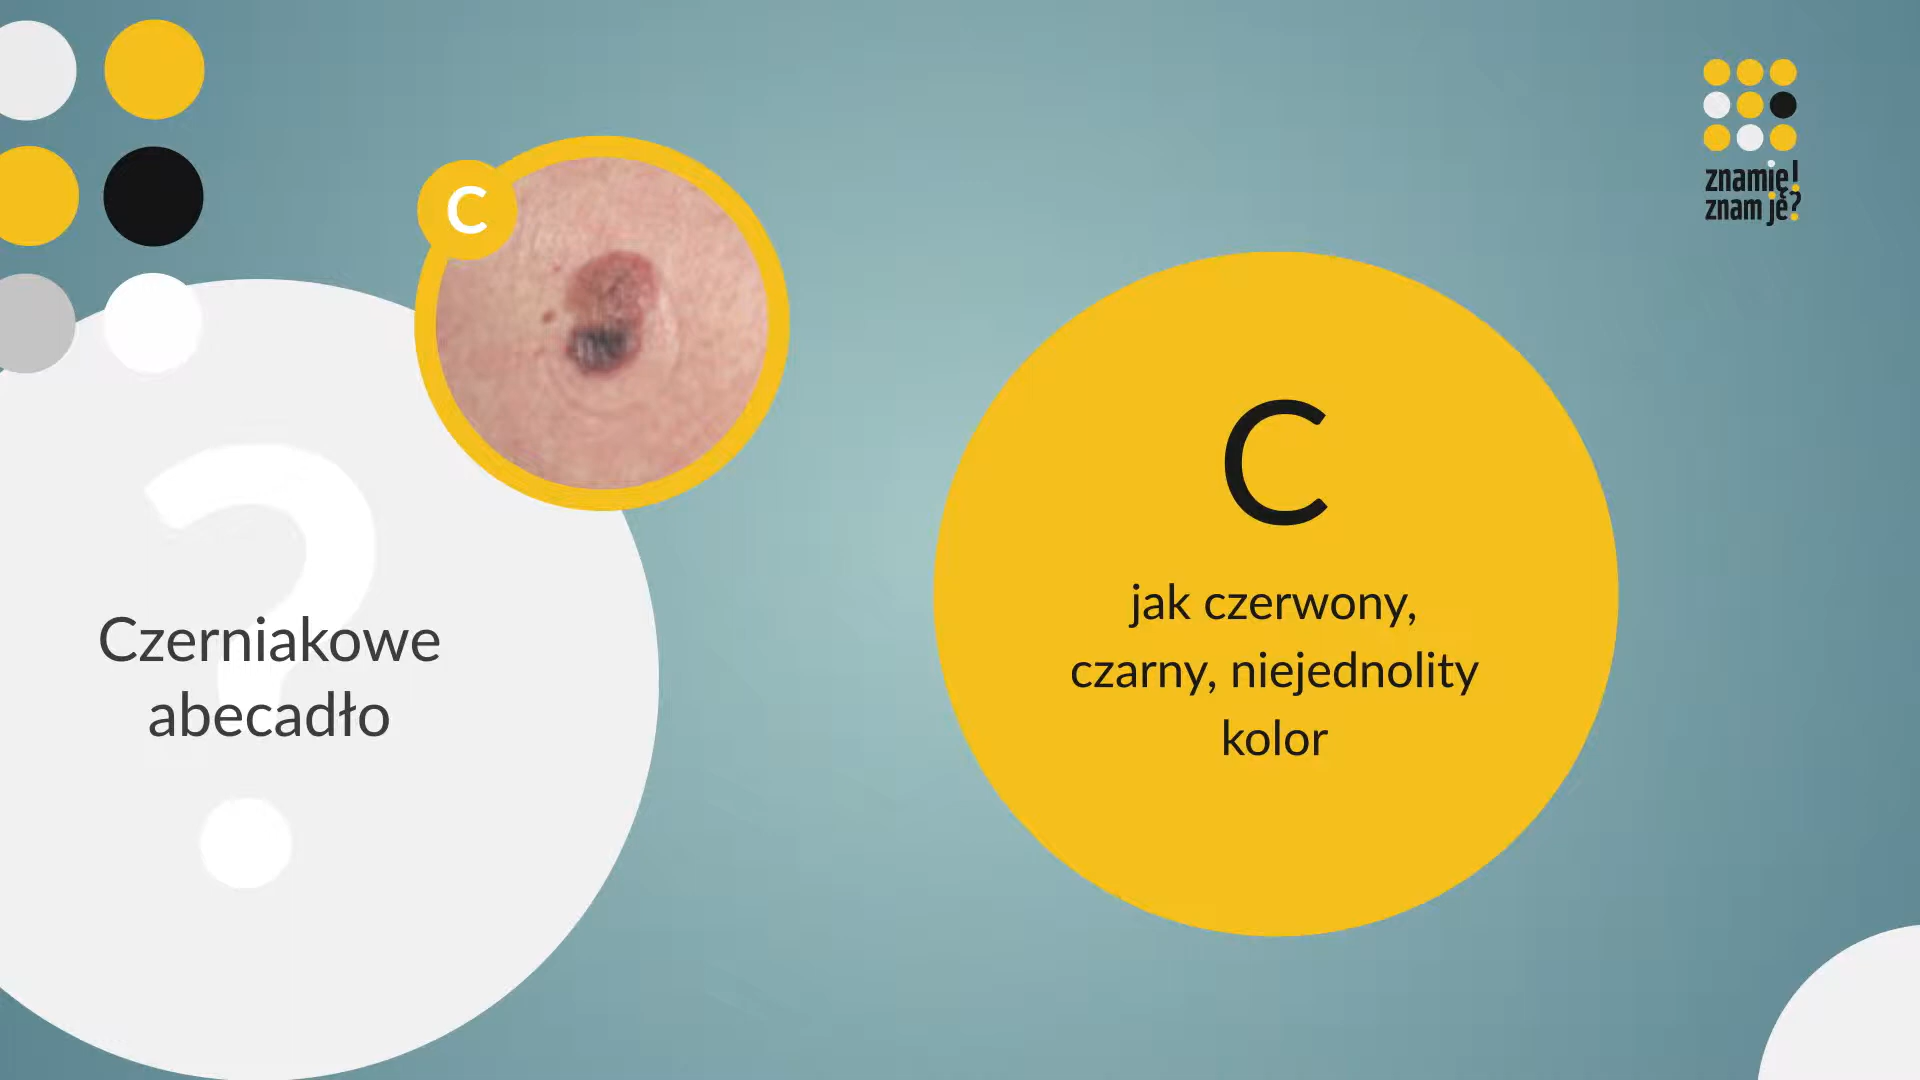 znamię!
znam je?
C
C
jak czerwony,
czarny, niejednolity
kolor
Czerniakowe
abecadło